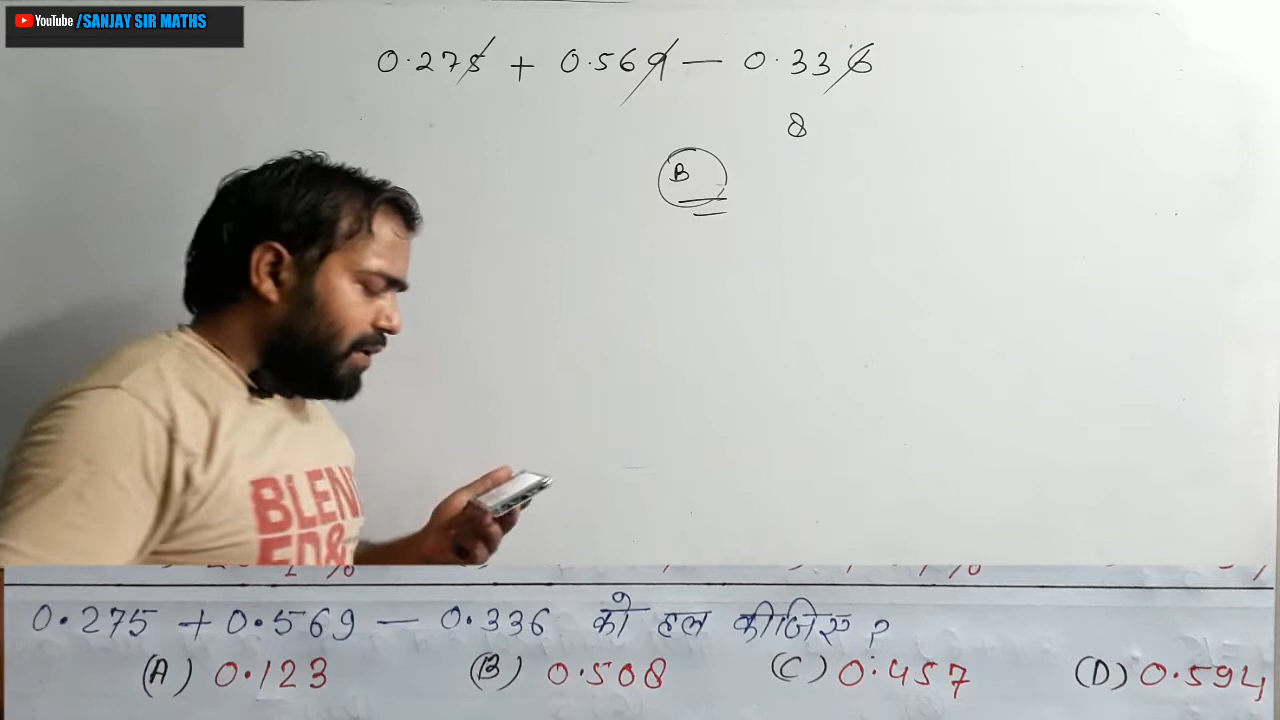 YouTube /SANJAY SIR MATHS
0.275 + 0.569 — 0.336
8
B
BLEN
ED&
0.275 + 0.569 — 0.336 को हल कीजिए ?
(A) 0.123 (B) 0.508 (C) 0.457 (D) 0.594